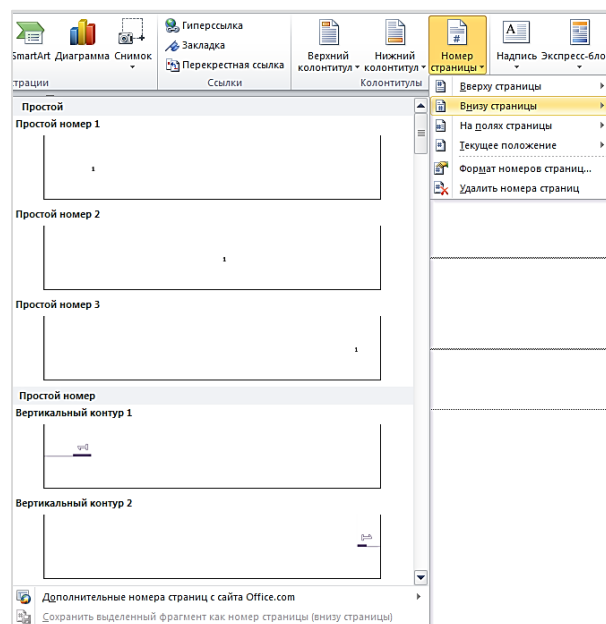 SmartArt Диаграмма Снимок
Гиперссылка
Закладка
Перекрестная ссылка
Верхний колонтитул
Нижний колонтитул
Номер страницы
Надпись Экспресс-бло
трации
Ссылки
Колонтитулы
Вверху страницы
Внизу страницы
На полях страницы
Текущее положение
Формат номеров страниц...
Удалить номера страниц
Простой
Простой номер 1
1
Простой номер 2
1
Простой номер 3
1
Простой номер
Вертикальный контур 1
Вертикальный контур 2
Дополнительные номера страниц с сайта Office.com
Сохранить выделенный фрагмент как номер страницы (внизу страницы)